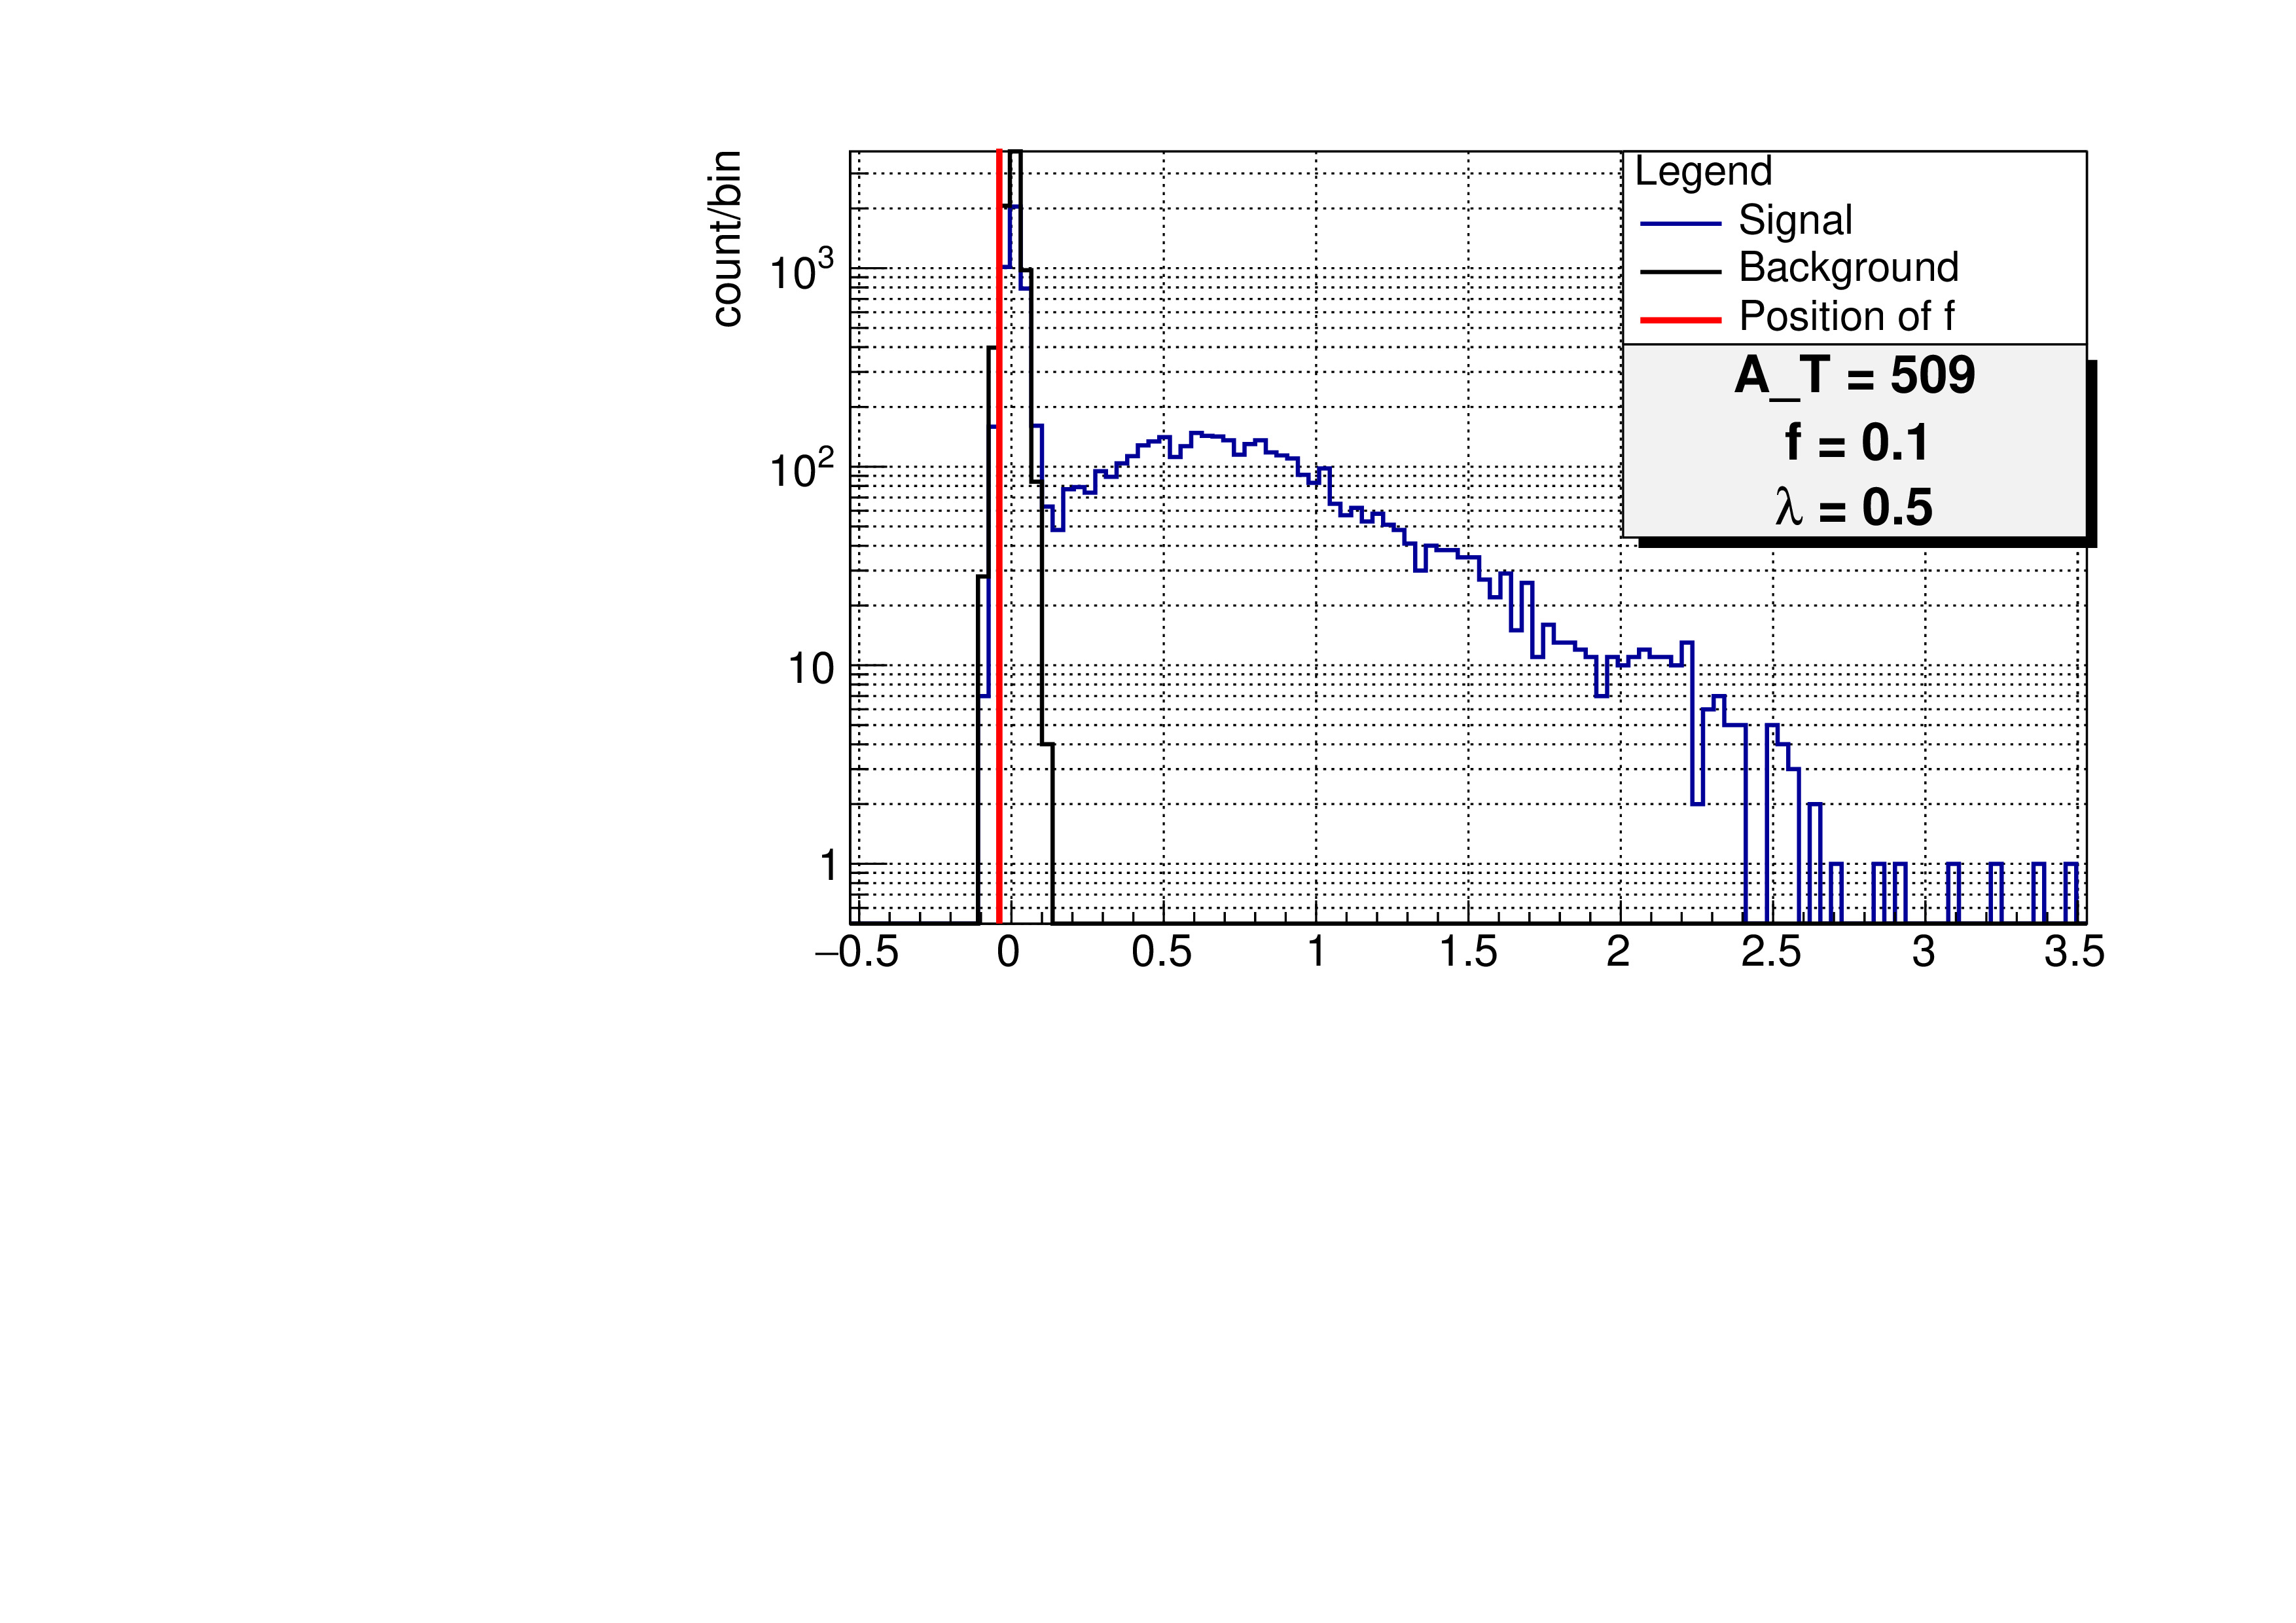 count/bin
10³
10²
10
1
−0.5 0 0.5 1 1.5 2 2.5 3 3.5
Legend
Signal
Background
Position of f
A_T = 509
f = 0.1
λ = 0.5